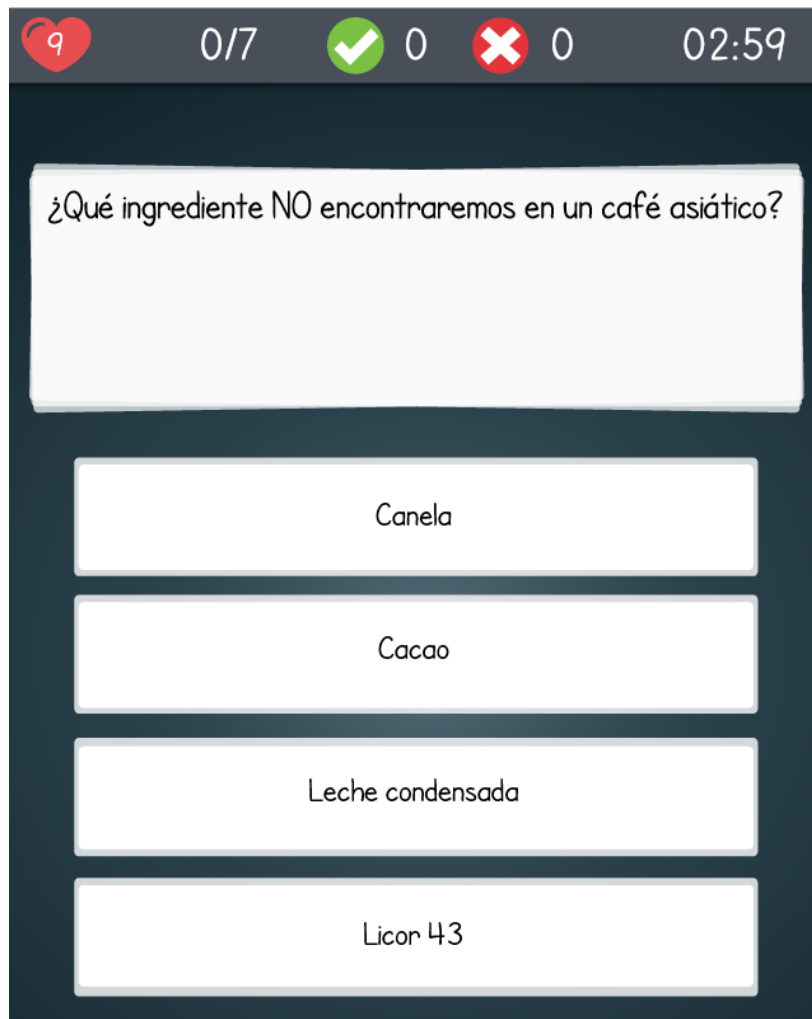 9 0/7 0 0 02:59
¿Qué ingrediente NO encontraremos en un café asiático?
Canela
Cacao
Leche condensada
Licor 43